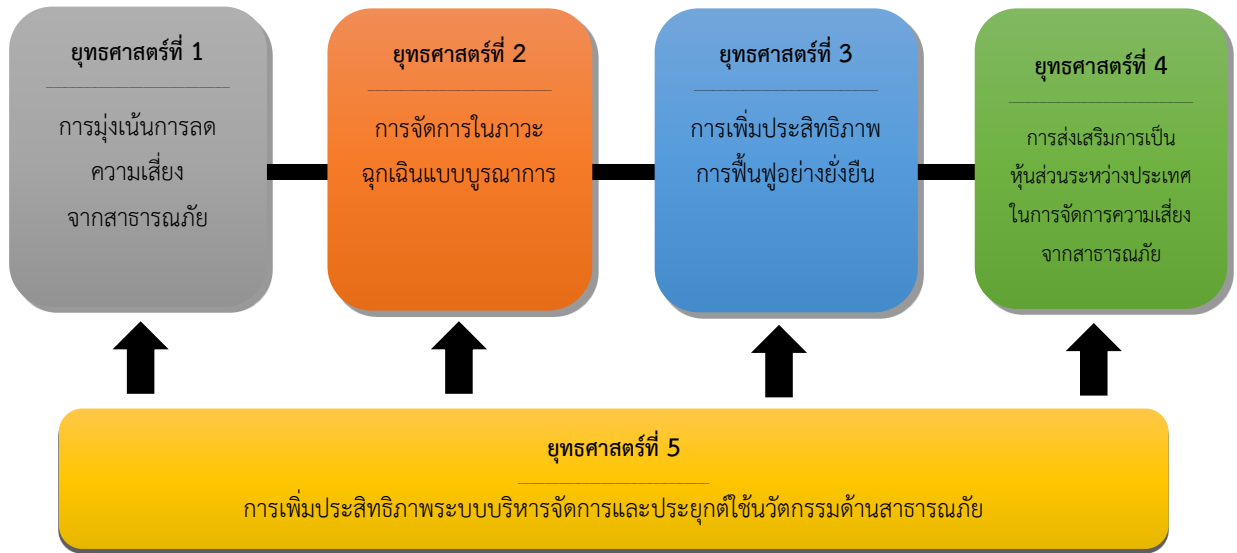 ยุทธศาสตร์ที่ 1
การมุ่งเน้นการลด
ความเสี่ยง
จากสาธารณภัย
ยุทธศาสตร์ที่ 2
การจัดการในภาวะ
ฉุกเฉินแบบบูรณาการ
ยุทธศาสตร์ที่ 3
การเพิ่มประสิทธิภาพ
การฟื้นฟูอย่างยั่งยืน
ยุทธศาสตร์ที่ 4
การส่งเสริมการเป็น
หุ้นส่วนระหว่างประเทศ
ในการจัดการความเสี่ยง
จากสาธารณภัย
ยุทธศาสตร์ที่ 5
การเพิ่มประสิทธิภาพระบบบริหารจัดการและประยุกต์ใช้นวัตกรรมด้านสาธารณภัย